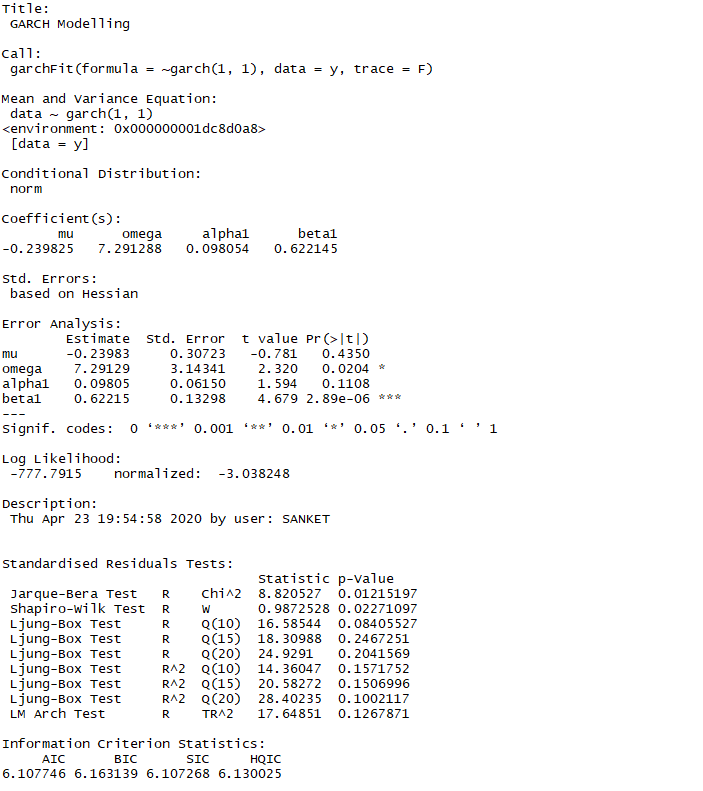 Title:
 GARCH Modelling

Call:
 garchFit(formula = ~garch(1, 1), data = y, trace = F)

Mean and Variance Equation:
 data ~ garch(1, 1)
<environment: 0x000000001dc8d0a8>
 [data = y]

Conditional Distribution:
 norm

Coefficient(s):
       mu      omega     alpha1      beta1
-0.239825   7.291288   0.098054   0.622145

Std. Errors:
 based on Hessian

Error Analysis:
        Estimate  Std. Error  t value Pr(>|t|)
mu      -0.23983     0.30723   -0.781   0.4350
omega    7.29129     3.14341    2.320   0.0204 *
alpha1   0.09805     0.06150    1.594   0.1108
beta1    0.62215     0.13298    4.679 2.89e-06 ***
---
Signif. codes:  0 ‘***’ 0.001 ‘**’ 0.01 ‘*’ 0.05 ‘.’ 0.1 ‘ ’ 1

Log Likelihood:
 -777.7915    normalized:  -3.038248

Description:
 Thu Apr 23 19:54:58 2020 by user: SANKET


Standardised Residuals Tests:
                                Statistic p-Value
 Jarque-Bera Test   R    Chi^2  8.820527  0.01215197
 Shapiro-Wilk Test  R    W      0.9872528 0.02271097
 Ljung-Box Test     R    Q(10)  16.58544  0.08405527
 Ljung-Box Test     R    Q(15)  18.30988  0.2467251
 Ljung-Box Test     R    Q(20)  24.9291   0.2041569
 Ljung-Box Test     R^2  Q(10)  14.36047  0.1571752
 Ljung-Box Test     R^2  Q(15)  20.58272  0.1506996
 Ljung-Box Test     R^2  Q(20)  28.40235  0.1002117
 LM Arch Test       R    TR^2   17.64851  0.1267871

Information Criterion Statistics:
     AIC      BIC      SIC     HQIC
6.107746 6.163139 6.107268 6.130025